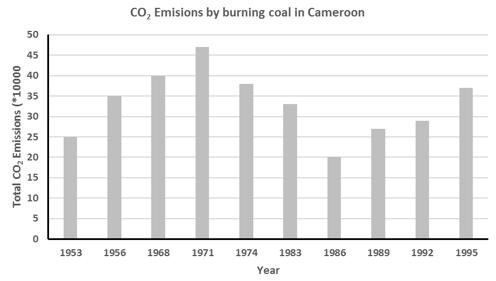 CO₂ Emisions by burning coal in Cameroon
Total CO₂ Emissions (*10000
50
45
40
35
30
25
20
15
10
5
0
1953 1956 1968 1971 1974 1983 1986 1989 1992 1995
Year